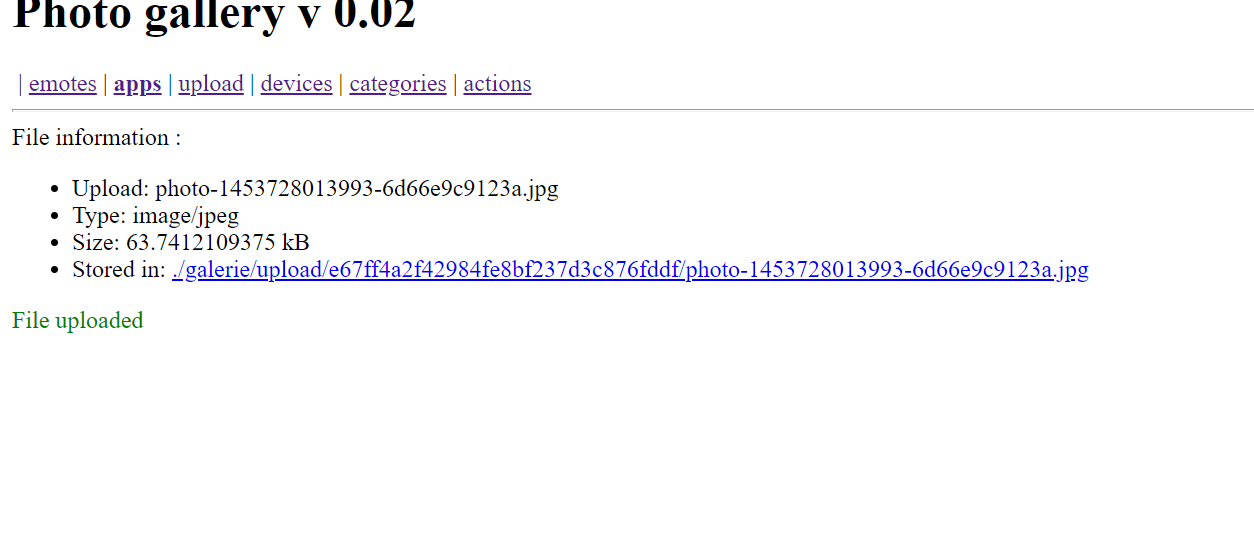 Photo gallery v 0.02
| emotes | apps | upload | devices | categories | actions
File information :
• Upload: photo-1453728013993-6d66e9c9123a.jpg
• Type: image/jpeg
• Size: 63.7412109375 kB
• Stored in: ./galerie/upload/e67ff4a2f42984fe8bf237d3c876fddf/photo-1453728013993-6d66e9c9123a.jpg
File uploaded